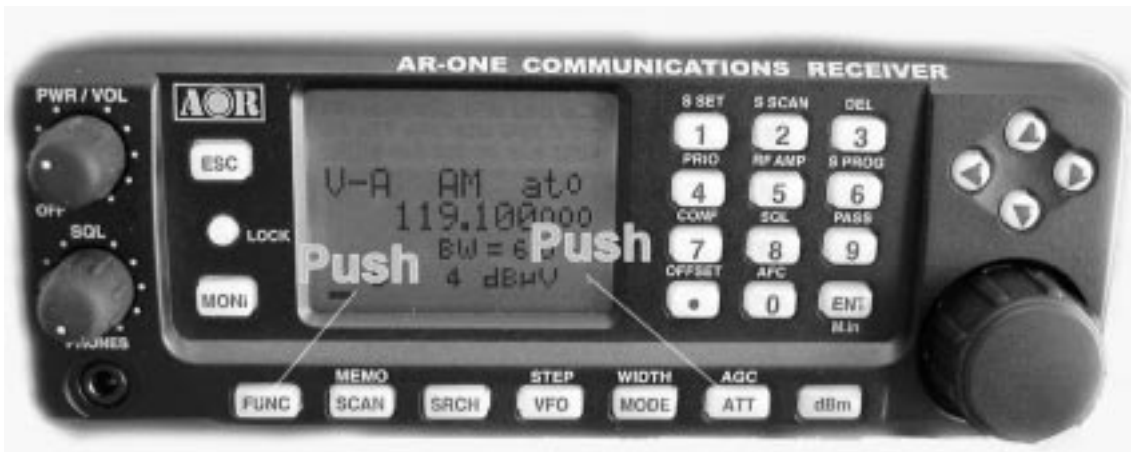 AR-ONE COMMUNICATIONS RECEIVER
PWR / VOL
AOR
S SET S SCAN DEL
1 2 3
ESC
PRIO RF AMP S PROG
V-A AM ato
4 5 6
OFF
119.100000
CONF SQL PASS
SQL
LOCK
BW = 6.0
7 8 9
Push
Push
OFFSET AFC
4 dBµV
MONi
• 0 ENT
M.in
PHONES
MEMO STEP WIDTH AGC
FUNC SCAN SRCH VFO MODE ATT dBm